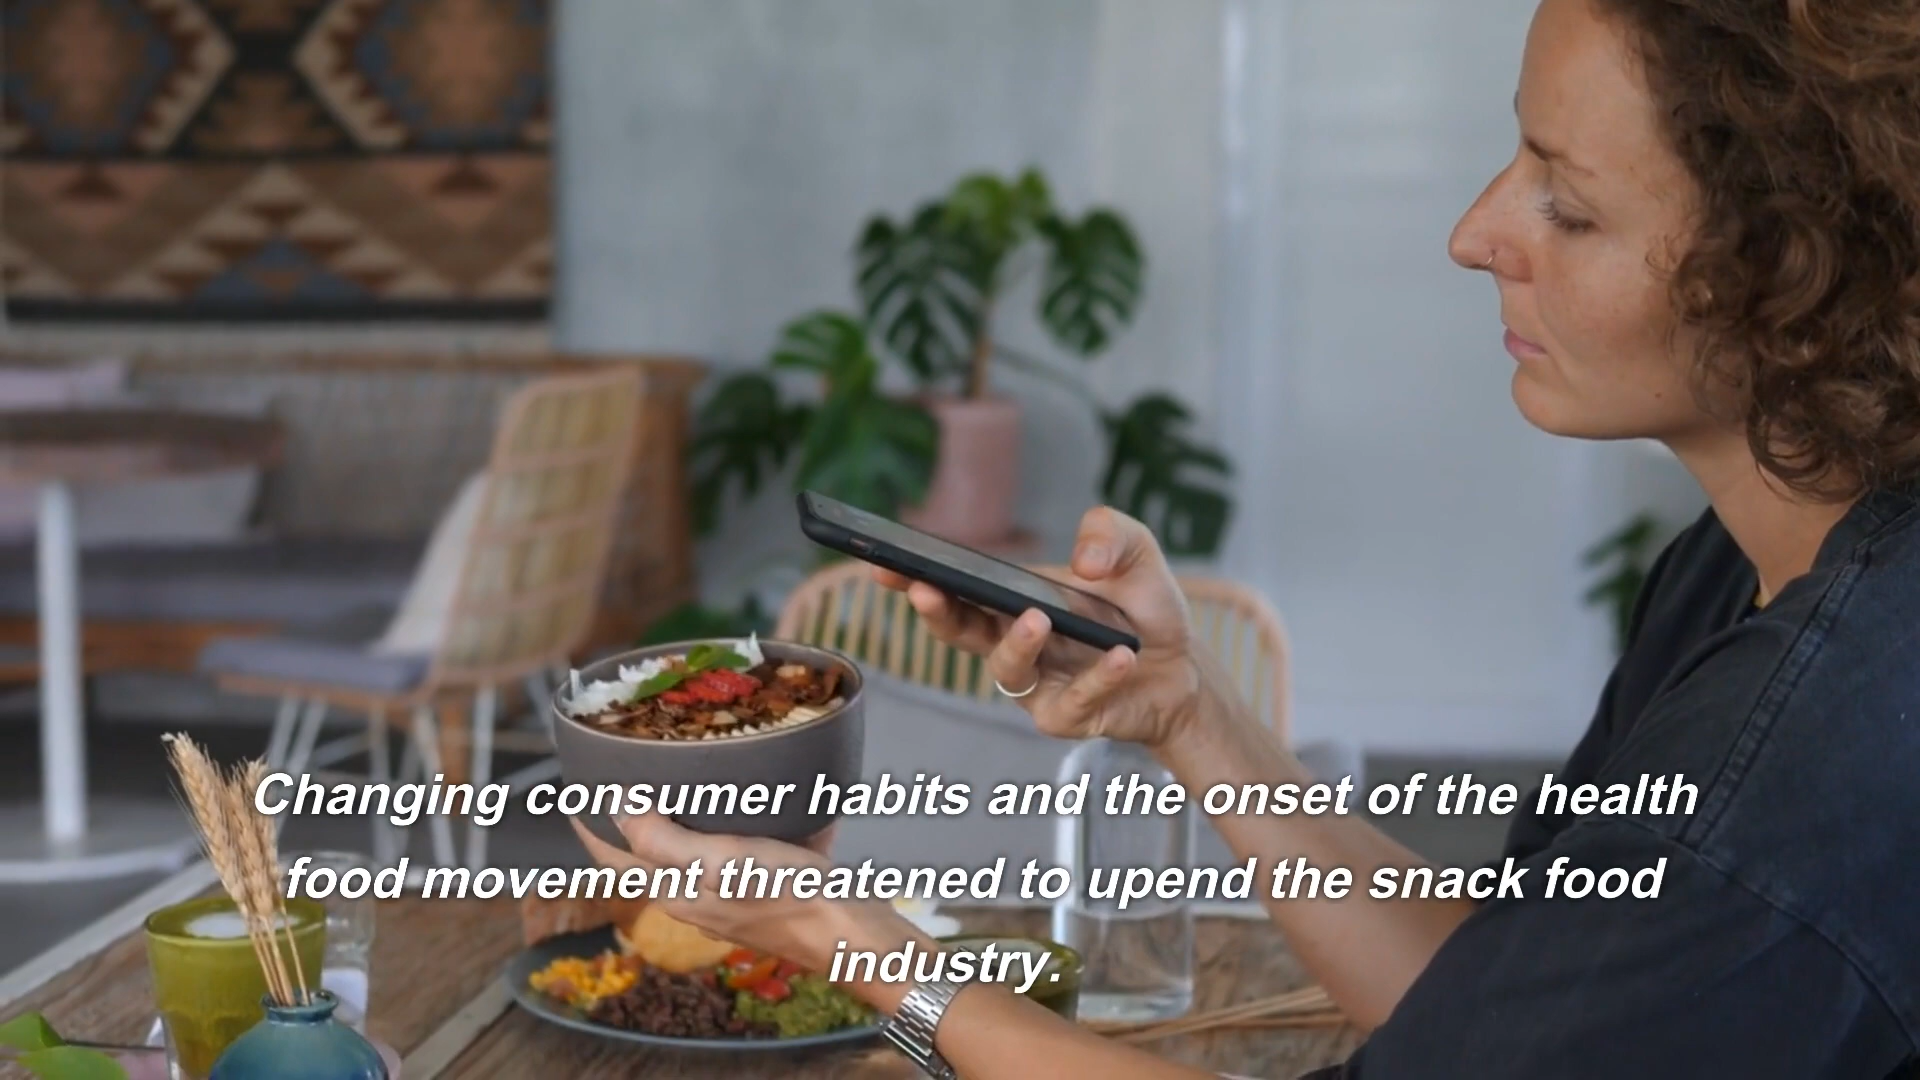 Changing consumer habits and the onset of the health
food movement threatened to upend the snack food
industry.